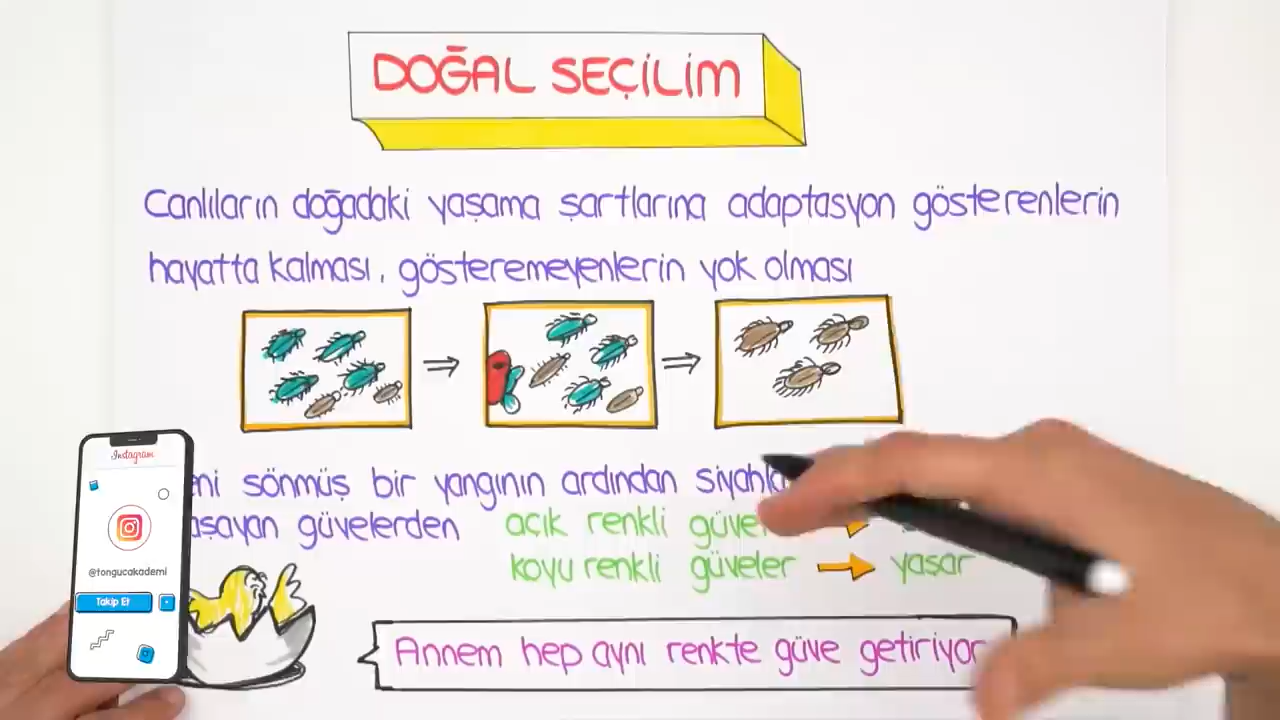 DOĞAL SEÇİLİM
Canlıların doğadaki yaşama şartlarına adaptasyon gösterenlerin
hayatta kalması, gösteremeyenlerin yok olması
sönmüş bir yangının ardından
güvelerden açık renkli
koyu renkli güveler yaşar
Annem hep aynı renkte güve getiriyor
Instagram
@tongucakademi
Takip Et